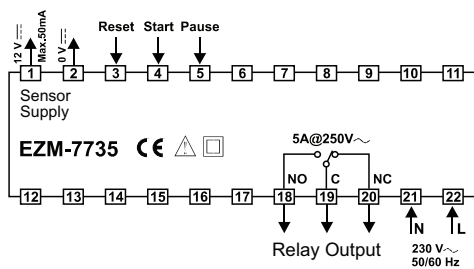 12 V Max.50mA
0 V
Reset Start Pause
1 2 3 4 5 6 7 8 9 10 11
Sensor
Supply
EZM-7735 CE
5A@250V~
NO C NC
12 13 14 15 16 17 18 19 20 21 22
N L
Relay Output
230 V~
50/60 Hz